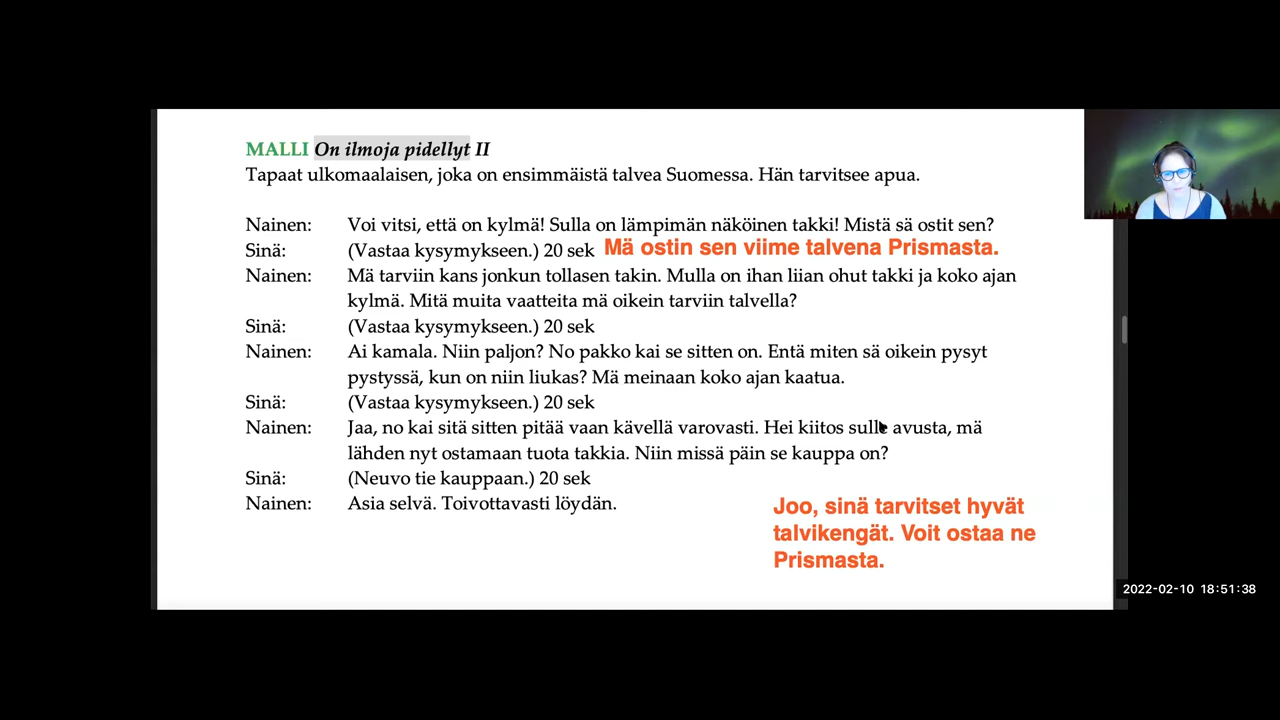 MALLI On ilmoja pidellyt II
Tapaat ulkomaalaisen, joka on ensimmäistä talvea Suomessa. Hän tarvitsee apua.
Nainen: Voi vitsi, että on kylmä! Sulla on lämpimän näköinen takki! Mistä sä ostit sen?
Sinä: (Vastaa kysymykseen.) 20 sek Mä ostin sen viime talvena Prismasta.
Nainen: Mä tarviin kans jonkun tollasen takin. Mulla on ihan liian ohut takki ja koko ajan
kylmä. Mitä muita vaatteita mä oikein tarviin talvella?
Sinä: (Vastaa kysymykseen.) 20 sek
Nainen: Ai kamala. Niin paljon? No pakko kai se sitten on. Entä miten sä oikein pysyt
pystyssä, kun on niin liukas? Mä meinaan koko ajan kaatua.
Sinä: (Vastaa kysymykseen.) 20 sek
Nainen: Jaa, no kai sitä sitten pitää vaan kävellä varovasti. Hei kiitos sulle avusta, mä
lähden nyt ostamaan tuota takkia. Niin missä päin se kauppa on?
Sinä: (Neuvo tie kauppaan.) 20 sek
Nainen: Asia selvä. Toivottavasti löydän.
Joo, sinä tarvitset hyvät
talvikengät. Voit ostaa ne
Prismasta.
2022-02-10 18:51:38